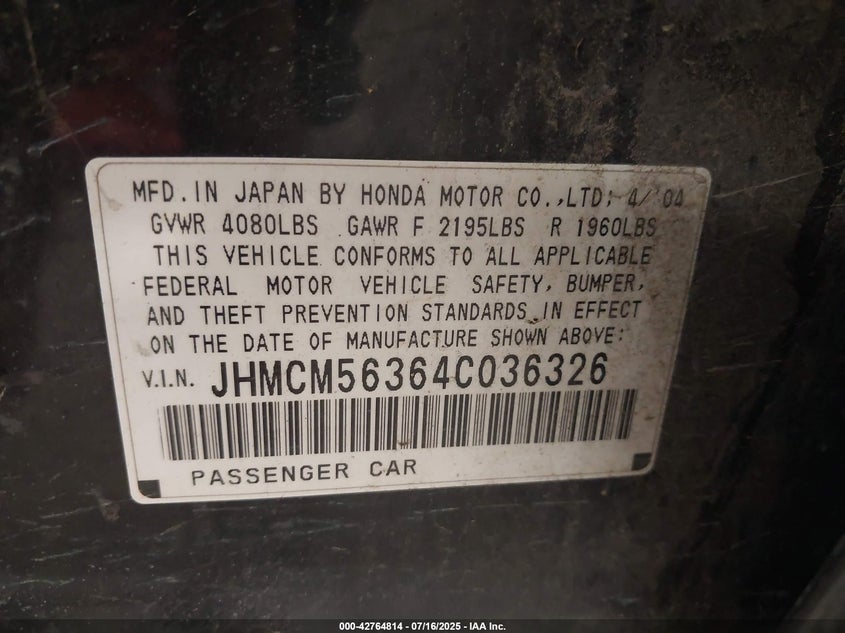 MFD.IN JAPAN BY HONDA MOTOR CO.,LTD; 4/'04
GVWR 4080LBS GAWR F 2195LBS R 1960LBS
THIS VEHICLE CONFORMS TO ALL APPLICABLE
FEDERAL MOTOR VEHICLE SAFETY, BUMPER,
AND THEFT PREVENTION STANDARDS IN EFFECT
ON THE DATE OF MANUFACTURE SHOWN ABOVE:
V.I.N. JHMCM56364C036326
PASSENGER CAR
000-42764814 - 07/16/2025 - IAA Inc.